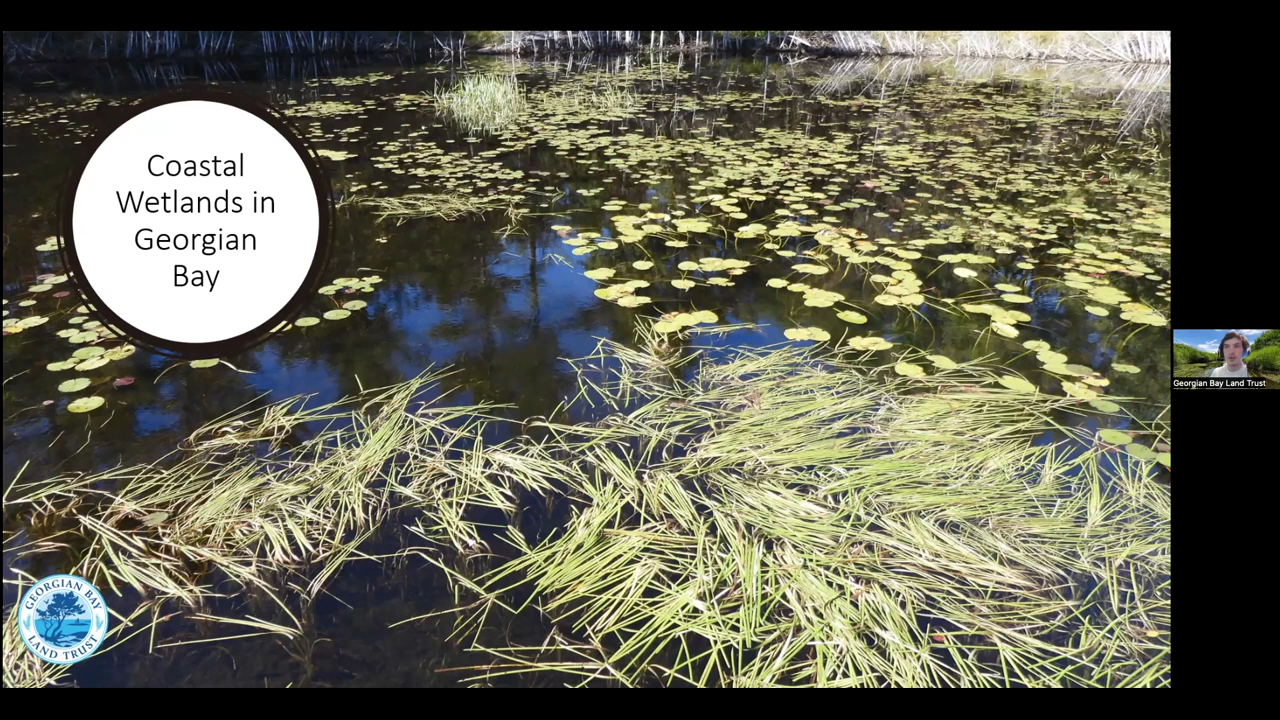 Coastal
Wetlands in
Georgian
Bay
GEORGIAN BAY
LAND TRUST
Georgian Bay Land Trust